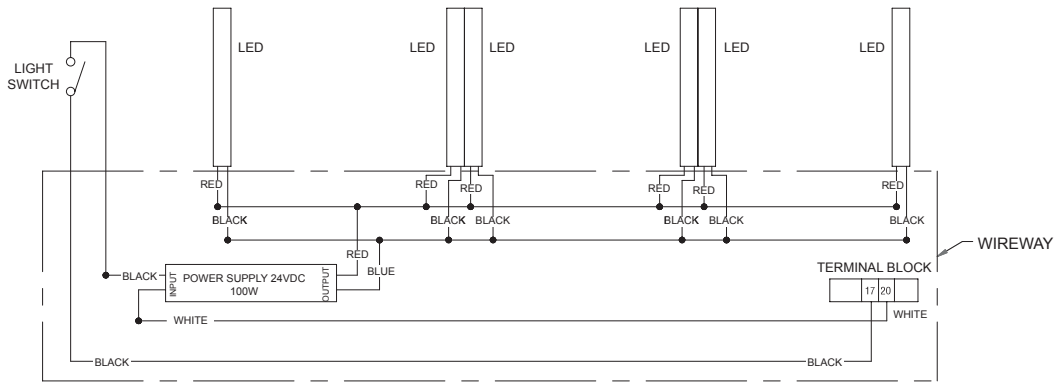 LED
LED
LED
LED
LED
LED
LIGHT
SWITCH
RED
RED
RED
RED
RED
RED
BLACK
BLACK
BLACK
BLACK
BLACK
BLACK
WIREWAY
RED
BLUE
BLACK
INPUT
POWER SUPPLY 24VDC
100W
OUTPUT
TERMINAL BLOCK
17 20
WHITE
WHITE
BLACK
BLACK